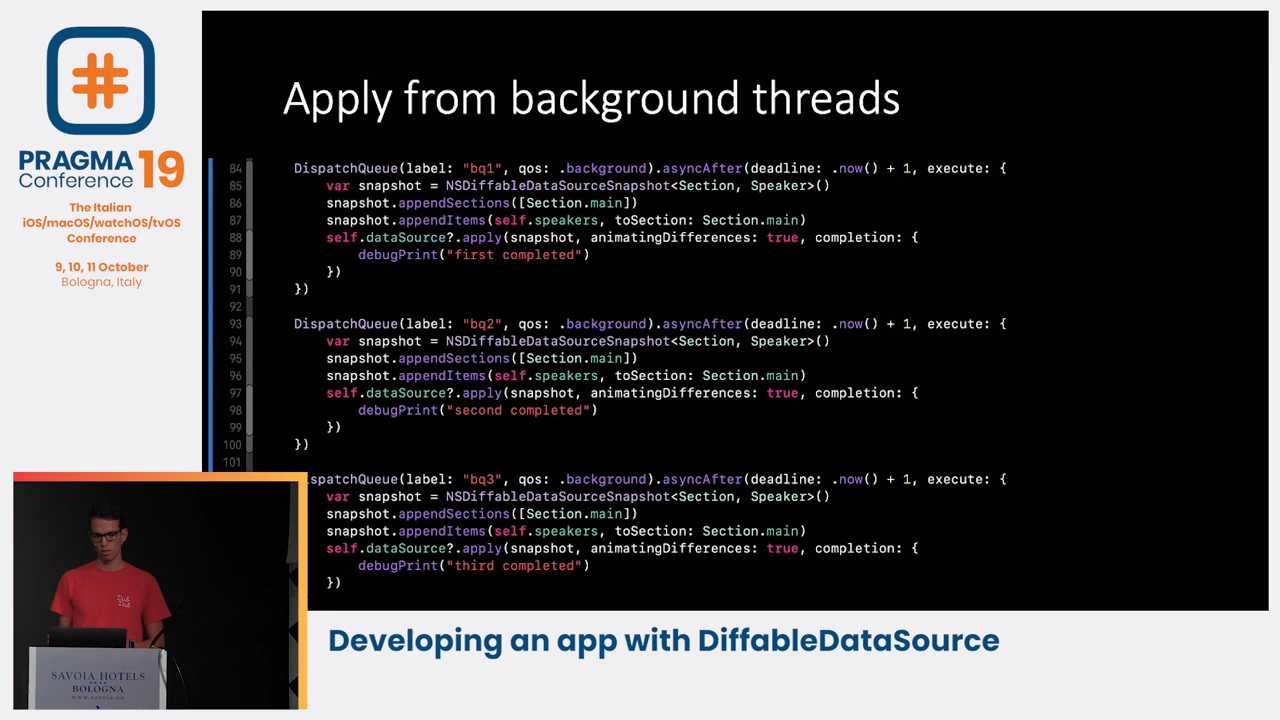 #
PRAGMA 19
Conference
The Italian
iOS/macOS/watchOS/tvOS
Conference
9, 10, 11 October
Bologna, Italy
Apply from background threads
84 DispatchQueue(label: "bq1", qos: .background).asyncAfter(deadline: .now() + 1, execute: {
85 var snapshot = NSDiffableDataSourceSnapshot<Section, Speaker>()
86 snapshot.appendSections([Section.main])
87 snapshot.appendItems(self.speakers, toSection: Section.main)
88 self.dataSource?.apply(snapshot, animatingDifferences: true, completion: {
89 debugPrint("first completed")
90 })
91 })
92
93 DispatchQueue(label: "bq2", qos: .background).asyncAfter(deadline: .now() + 1, execute: {
94 var snapshot = NSDiffableDataSourceSnapshot<Section, Speaker>()
95 snapshot.appendSections([Section.main])
96 snapshot.appendItems(self.speakers, toSection: Section.main)
97 self.dataSource?.apply(snapshot, animatingDifferences: true, completion: {
98 debugPrint("second completed")
99 })
100 })
101
ispatchQueue(label: "bq3", qos: .background).asyncAfter(deadline: .now() + 1, execute: {
var snapshot = NSDiffableDataSourceSnapshot<Section, Speaker>()
snapshot.appendSections([Section.main])
snapshot.appendItems(self.speakers, toSection: Section.main)
self.dataSource?.apply(snapshot, animatingDifferences: true, completion: {
debugPrint("third completed")
})
Dub
Dub
SAVOIA HOTELS
BOLOGNA
www.savoia.eu
Developing an app with DiffableDataSource